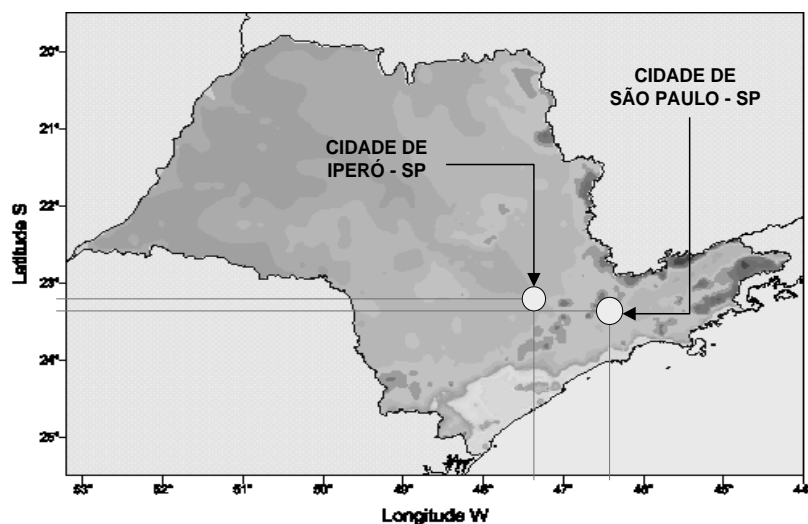 CIDADE DE
SÃO PAULO - SP
CIDADE DE
IPERÓ - SP
20°
21°
22°
23°
24°
25°
Latitude S
53° 52° 51° 50° 49° 48° 47° 46° 45° 44
Longitude W